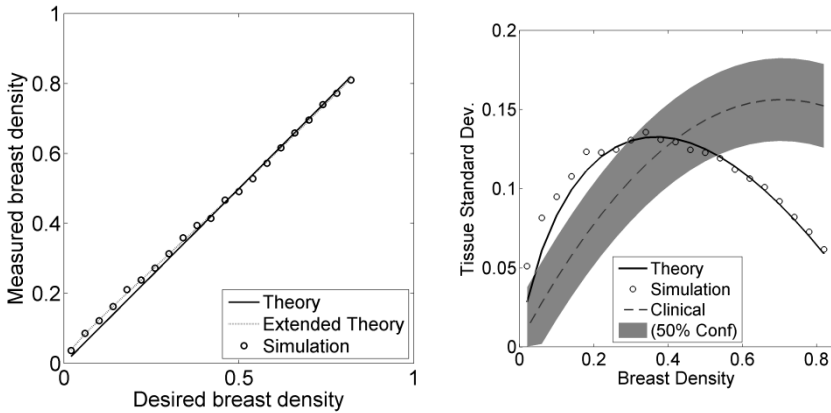 1
0.8
0.6
0.4
0.2
0
0
0.5
1
Measured breast density
Desired breast density
Theory
Extended Theory
Simulation
0.2
0.15
0.1
0.05
0
0
0.2
0.4
0.6
0.8
Tissue Standard Dev.
Breast Density
Theory
Simulation
Clinical
(50% Conf)